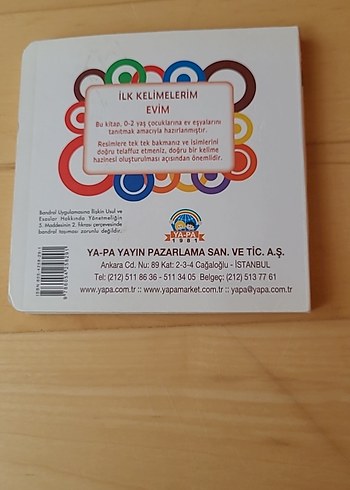 İLK KELİMELERİM
EVİM
Bu kitap, 0-2 yaş çocuklarına ev eşyalarını
tanıtmak amacıyla hazırlanmıştır.
Resimlere tek tek bakmanız ve isimlerini
doğru telaffuz etmeniz, doğru bir kelime
hazinesi oluşturulması açısından önemlidir.
Bandrol Uygulamasına İlişkin Usul ve
Esaslar Hakkında Yönetmeliğin
5. Maddesinin 2. fıkrası çerçevesinde
bandrol taşıması zorunlu değildir.
YA-PA
1981
YA-PA YAYIN PAZARLAMA SAN. VE TİC. A.Ş.
Ankara Cd. Nu: 89 Kat: 2-3-4 Cağaloğlu - İSTANBUL
Tel: (212) 511 86 36 - 511 34 05 Belgeç: (212) 513 77 61
www.yapa.com.tr :: www.yapamarket.com.tr :: yapa@yapa.com.tr